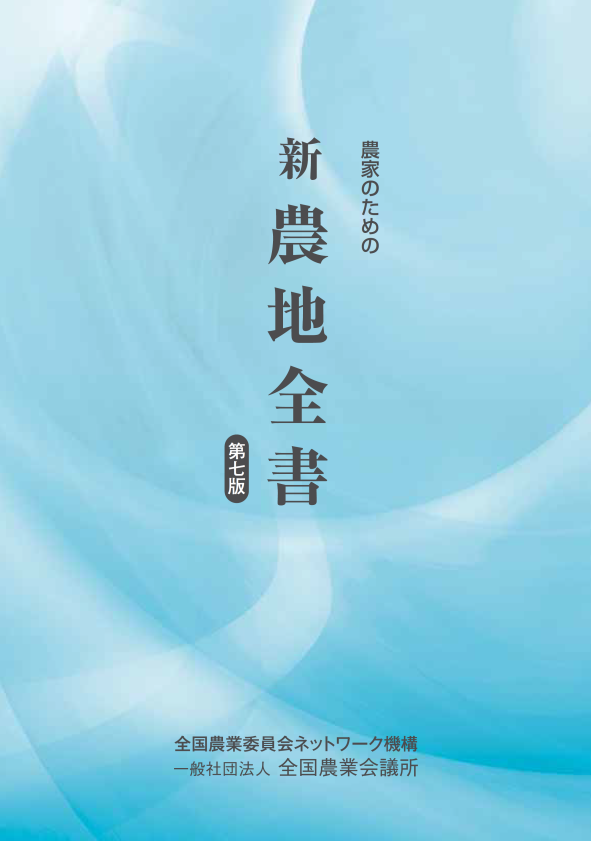 農家のための
新 農地全書
第七版
全国農業委員会ネットワーク機構
一般社団法人 全国農業会議所